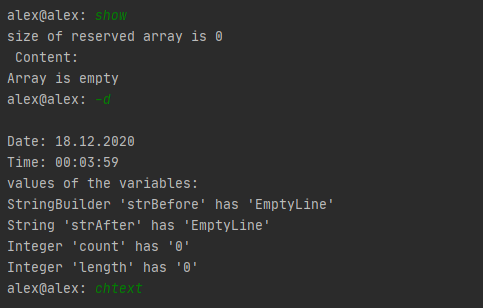 alex@alex: show
size of reserved array is 0
 Content:
Array is empty
alex@alex: -d

Date: 18.12.2020
Time: 00:03:59
values of the variables:
StringBuilder 'strBefore' has 'EmptyLine'
String 'strAfter' has 'EmptyLine'
Integer 'count' has '0'
Integer 'length' has '0'
alex@alex: chtext